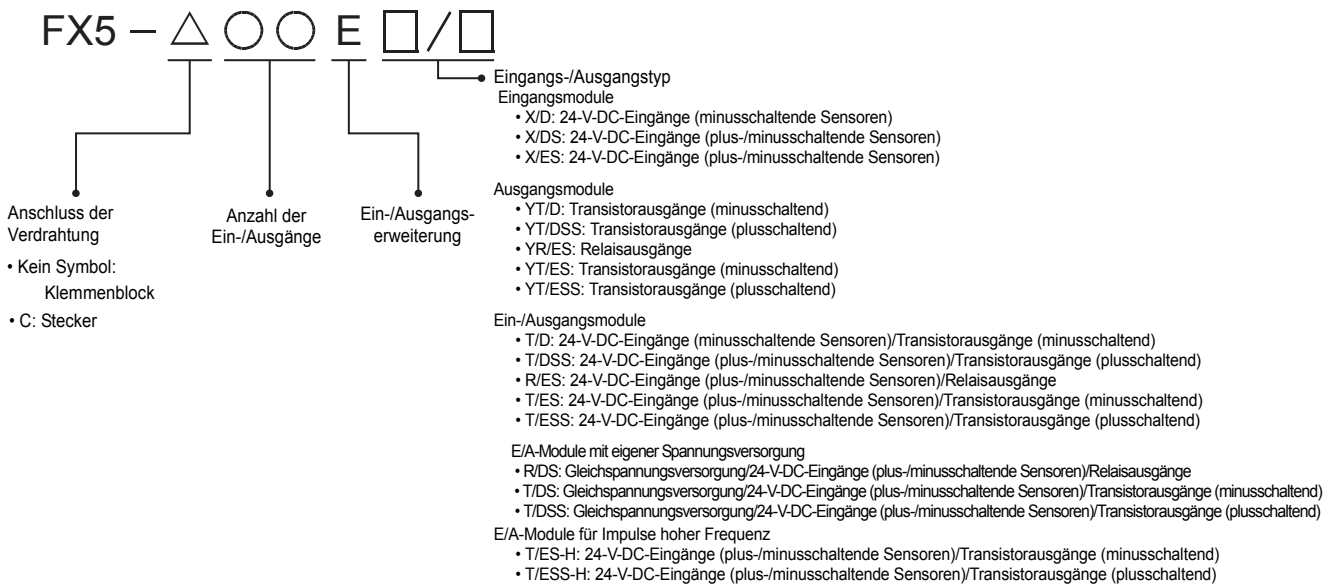 FX5 – △ ○ ○ E □/□
Eingangs-/Ausgangstyp
Eingangsmodule
• X/D: 24-V-DC-Eingänge (minusschaltende Sensoren)
• X/DS: 24-V-DC-Eingänge (plus-/minusschaltende Sensoren)
• X/ES: 24-V-DC-Eingänge (plus-/minusschaltende Sensoren)
Anschluss der
Verdrahtung
• Kein Symbol:
Klemmenblock
• C: Stecker
Anzahl der
Ein-/Ausgänge
Ein-/Ausgangs-
erweiterung
Ausgangsmodule
• YT/D: Transistorausgänge (minusschaltend)
• YT/DSS: Transistorausgänge (plusschaltend)
• YR/ES: Relaisausgänge
• YT/ES: Transistorausgänge (minusschaltend)
• YT/ESS: Transistorausgänge (plusschaltend)
Ein-/Ausgangsmodule
• T/D: 24-V-DC-Eingänge (minusschaltende Sensoren)/Transistorausgänge (minusschaltend)
• T/DSS: 24-V-DC-Eingänge (plus-/minusschaltende Sensoren)/Transistorausgänge (plusschaltend)
• R/ES: 24-V-DC-Eingänge (plus-/minusschaltende Sensoren)/Relaisausgänge
• T/ES: 24-V-DC-Eingänge (plus-/minusschaltende Sensoren)/Transistorausgänge (minusschaltend)
• T/ESS: 24-V-DC-Eingänge (plus-/minusschaltende Sensoren)/Transistorausgänge (plusschaltend)
E/A-Module mit eigener Spannungsversorgung
• R/DS: Gleichspannungsversorgung/24-V-DC-Eingänge (plus-/minusschaltende Sensoren)/Relaisausgänge
• T/DS: Gleichspannungsversorgung/24-V-DC-Eingänge (plus-/minusschaltende Sensoren)/Transistorausgänge (minusschaltend)
• T/DSS: Gleichspannungsversorgung/24-V-DC-Eingänge (plus-/minusschaltende Sensoren)/Transistorausgänge (plusschaltend)
E/A-Module für Impulse hoher Frequenz
• T/ES-H: 24-V-DC-Eingänge (plus-/minusschaltende Sensoren)/Transistorausgänge (minusschaltend)
• T/ESS-H: 24-V-DC-Eingänge (plus-/minusschaltende Sensoren)/Transistorausgänge (plusschaltend)